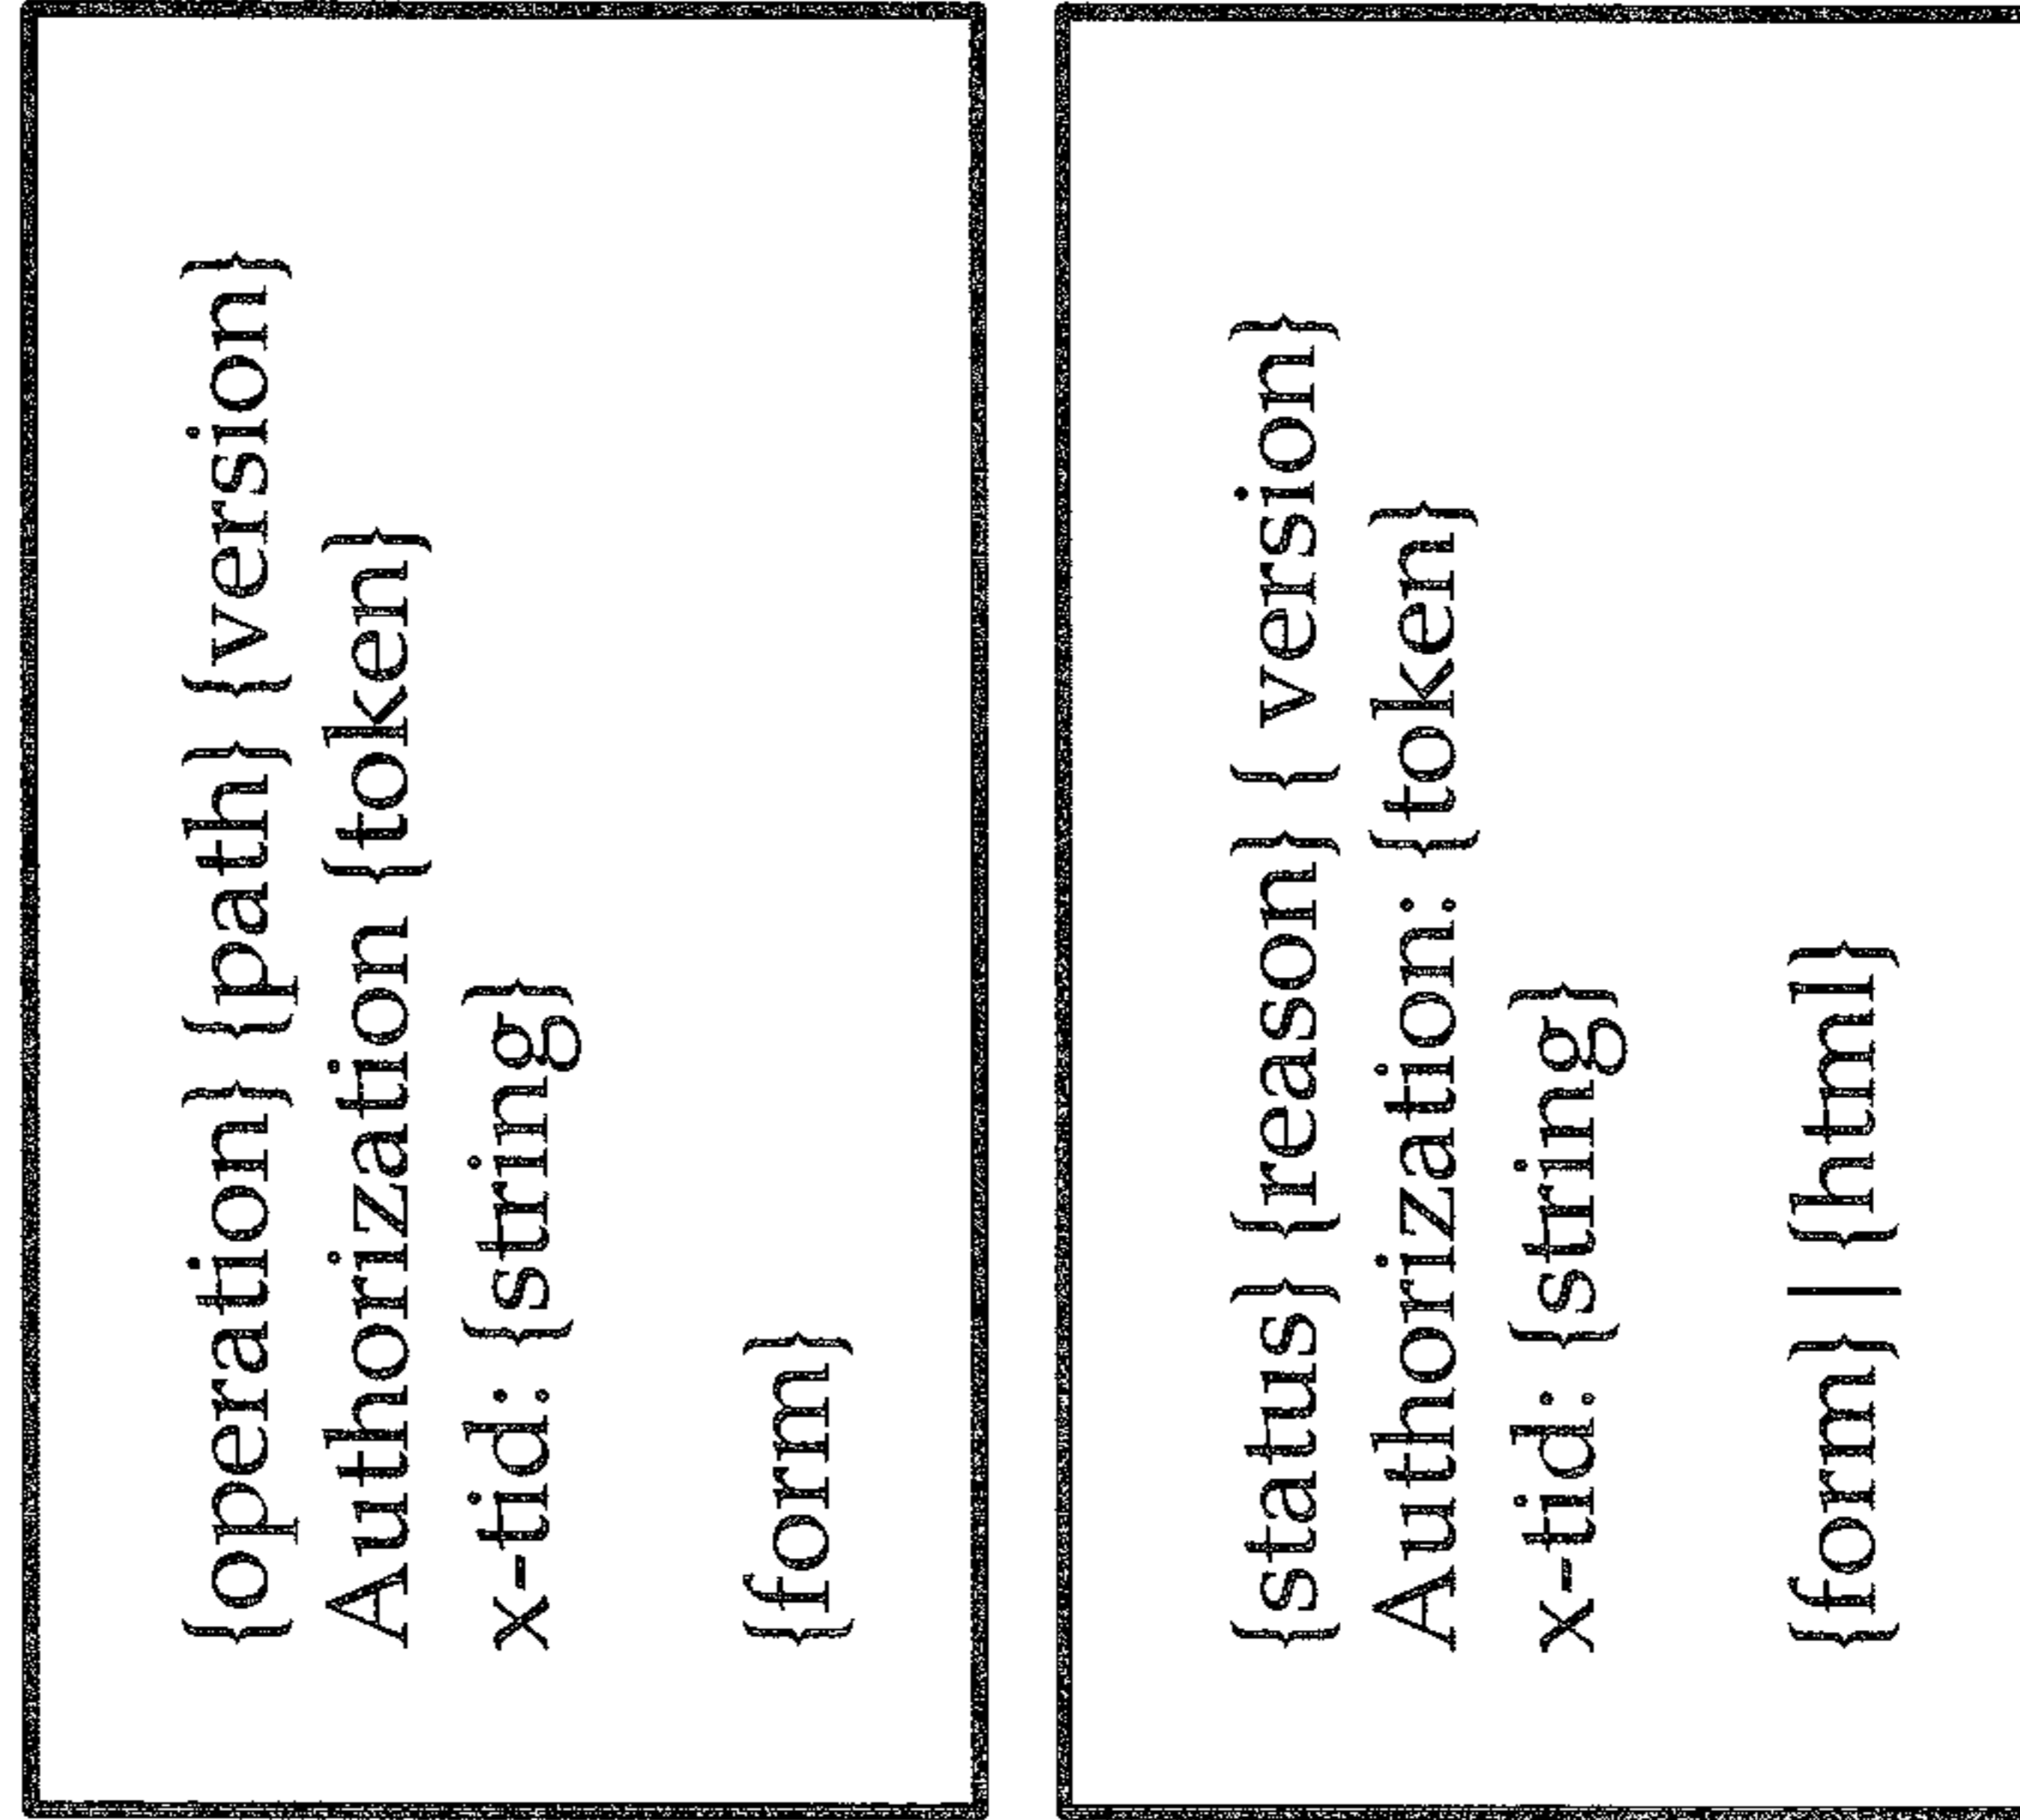 {operation} {path} {version}
Authorization {token}
x-tid: {string}
{form}
{status} {reason} { version}
Authorization: {token}
x-tid: {string}
{form} | {html}